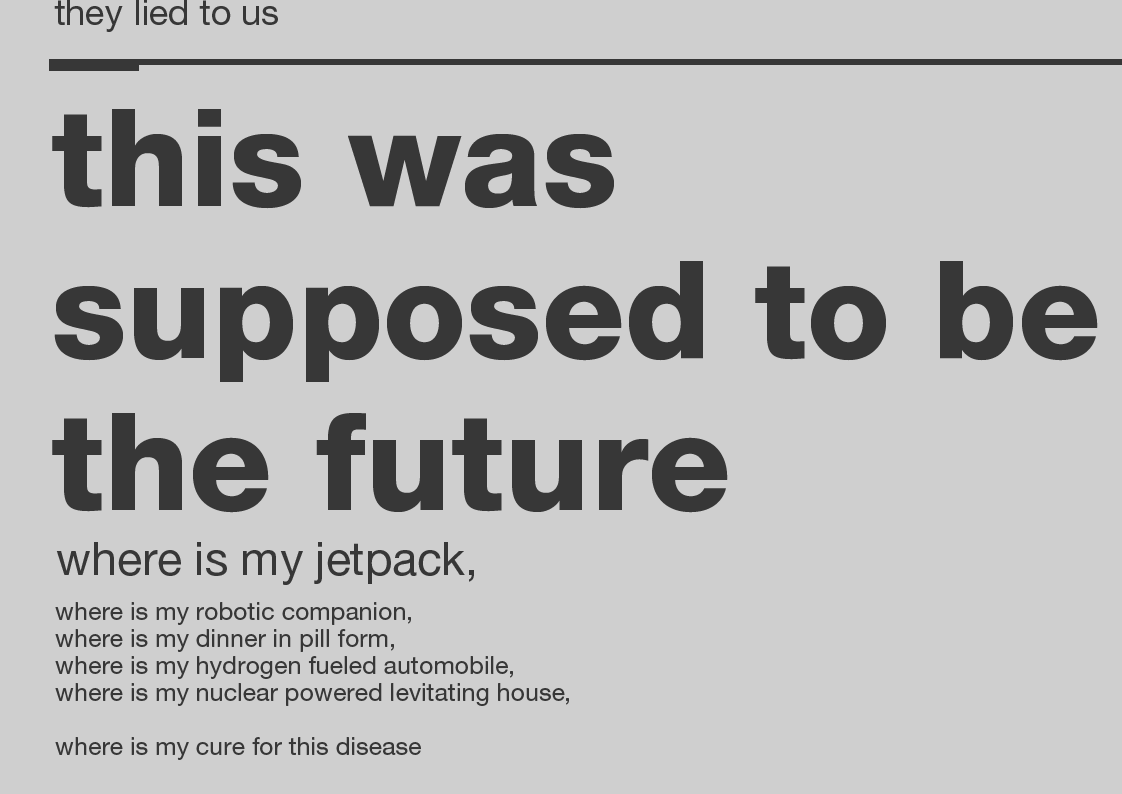 they lied to us
this was
supposed to be
the future
where is my jetpack,
where is my robotic companion,
where is my dinner in pill form,
where is my hydrogen fueled automobile,
where is my nuclear powered levitating house,
where is my cure for this disease